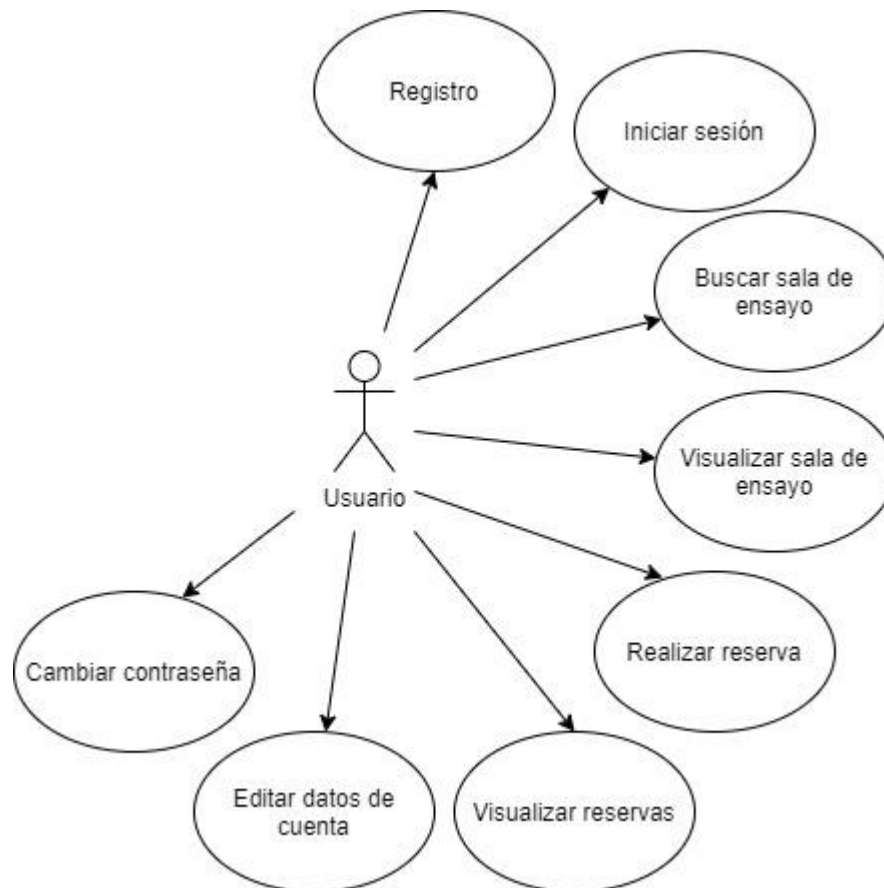 Registro
Iniciar sesión
Buscar sala de
ensayo
Visualizar sala de
ensayo
Usuario
Realizar reserva
Cambiar contraseña
Editar datos de
cuenta
Visualizar reservas